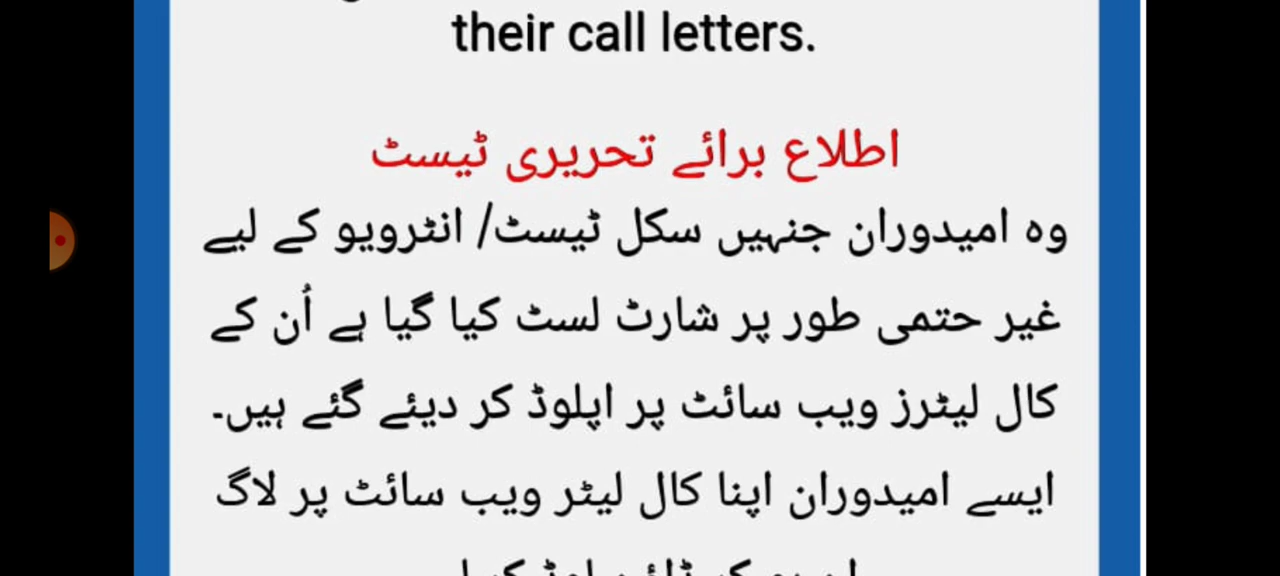 their call letters.
اطلاع برائے تحریری ٹیسٹ
وہ امیدوران جنہیں سکل ٹیسٹ/ انٹرویو کے لیے
غیر حتمی طور پر شارٹ لسٹ کیا گیا ہے اُن کے
کال لیٹرز ویب سائٹ پر اپلوڈ کر دیئے گئے ہیں۔
ایسے امیدوران اپنا کال لیٹر ویب سائٹ پر لاگ